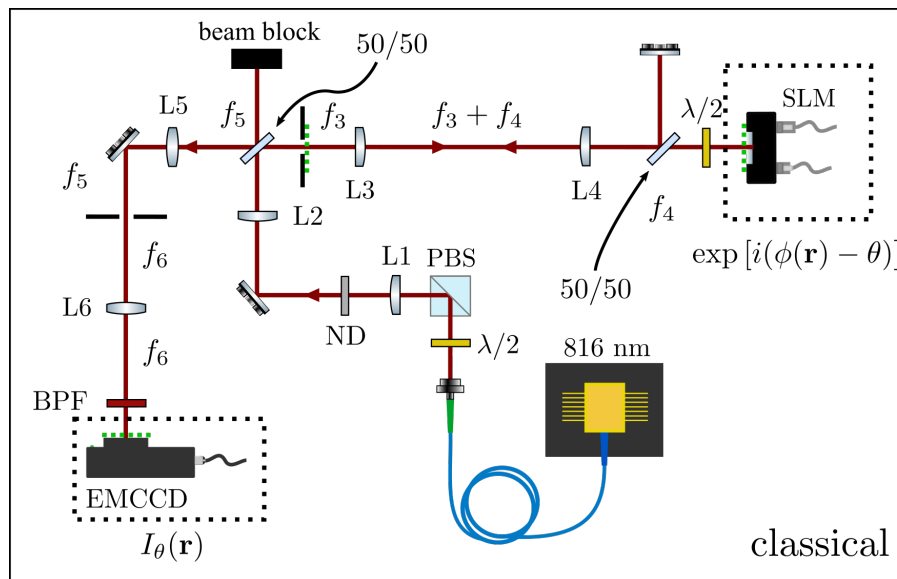 beam block
50/50
SLM
L5
f₅
f₃
f₃ + f₄
λ/2
L3
L4
f₅
L2
f₄
exp [i(ϕ(r) − θ)]
f₆
L1
PBS
50/50
L6
ND
λ/2
816 nm
f₆
BPF
EMCCD
I_θ(r)
classical